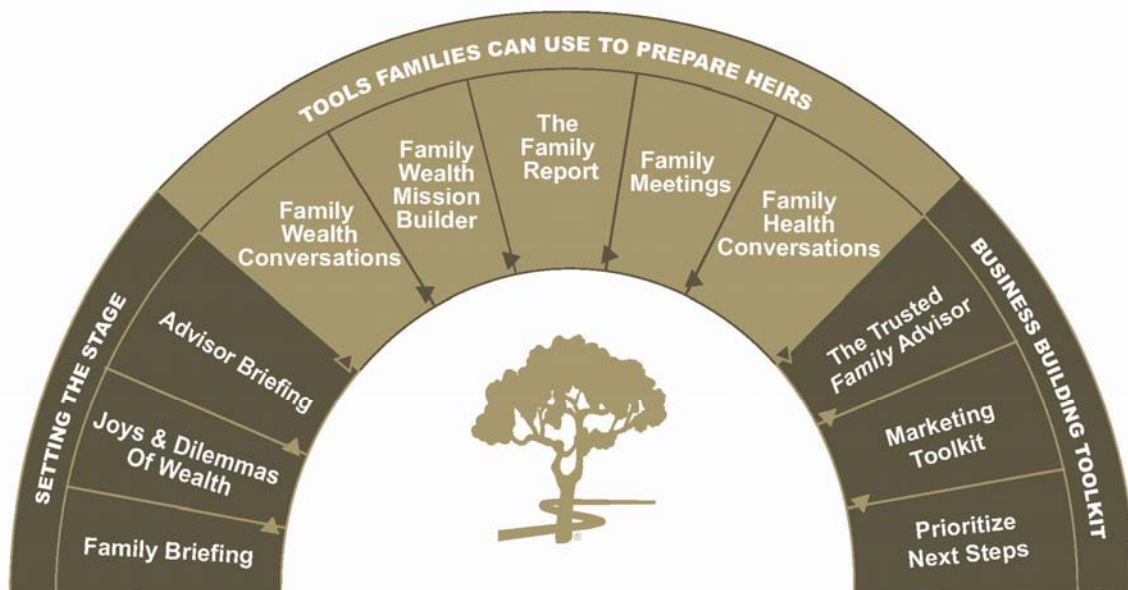 TOOLS FAMILIES CAN USE TO PREPARE HEIRS
Family
Wealth
Conversations
Family
Wealth
Mission
Builder
The
Family
Report
Family
Meetings
Family
Health
Conversations
SETTING THE STAGE
Advisor Briefing
Joys & Dilemmas
Of Wealth
Family Briefing
BUSINESS BUILDING TOOLKIT
The Trusted
Family Advisor
Marketing
Toolkit
Prioritize
Next Steps
®